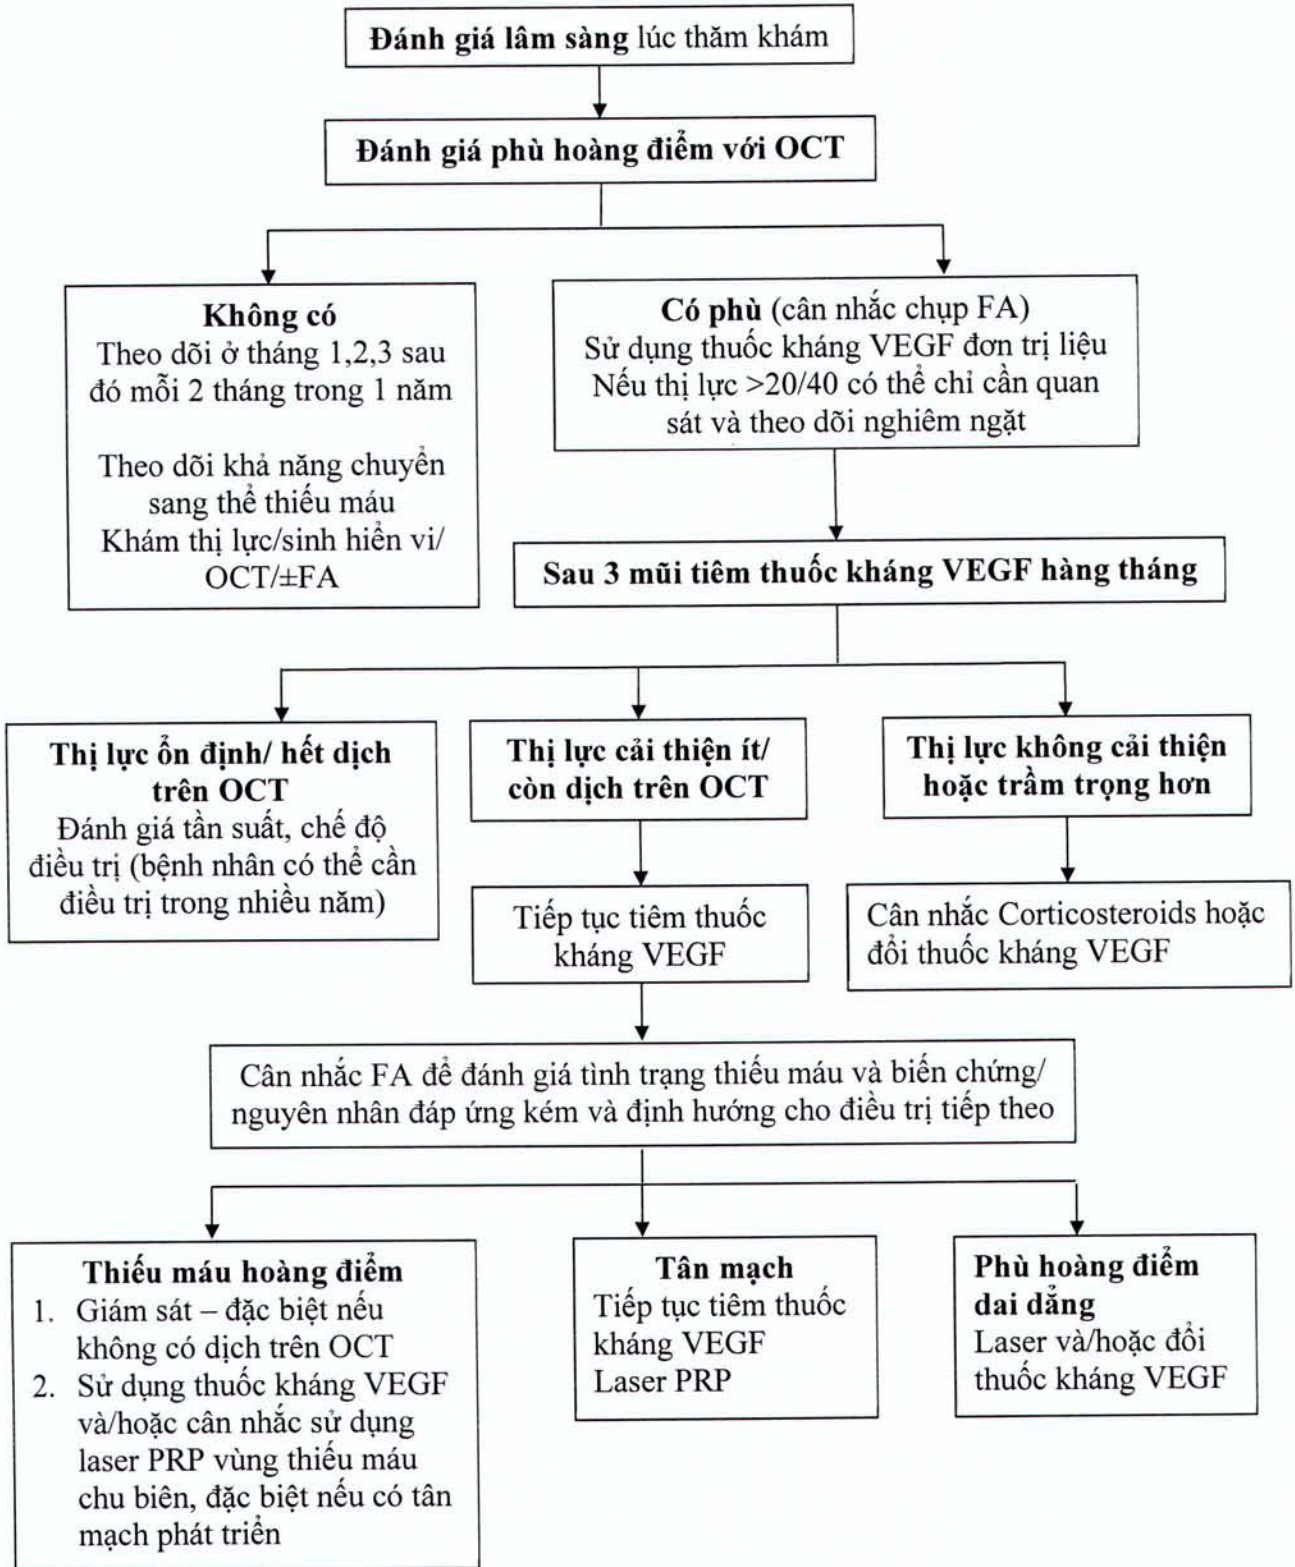 Đánh giá lâm sàng lúc thăm khám
Đánh giá phù hoàng điểm với OCT
Không có
Theo dõi ở tháng 1,2,3 sau
đó mỗi 2 tháng trong 1 năm
Theo dõi khả năng chuyển
sang thể thiếu máu
Khám thị lực/sinh hiển vi/
OCT/±FA
Có phù (cân nhắc chụp FA)
Sử dụng thuốc kháng VEGF đơn trị liệu
Nếu thị lực >20/40 có thể chỉ cần quan
sát và theo dõi nghiêm ngặt
Sau 3 mũi tiêm thuốc kháng VEGF hàng tháng
Thị lực ổn định/ hết dịch
trên OCT
Đánh giá tần suất, chế độ
điều trị (bệnh nhân có thể cần
điều trị trong nhiều năm)
Thị lực cải thiện ít/
còn dịch trên OCT
Tiếp tục tiêm thuốc
kháng VEGF
Thị lực không cải thiện
hoặc trầm trọng hơn
Cân nhắc Corticosteroids hoặc
đổi thuốc kháng VEGF
Cân nhắc FA để đánh giá tình trạng thiếu máu và biến chứng/
nguyên nhân đáp ứng kém và định hướng cho điều trị tiếp theo
Thiếu máu hoàng điểm
1. Giám sát – đặc biệt nếu
không có dịch trên OCT
2. Sử dụng thuốc kháng VEGF
và/hoặc cân nhắc sử dụng
laser PRP vùng thiếu máu
chu biên, đặc biệt nếu có tân
mạch phát triển
Tân mạch
Tiếp tục tiêm thuốc
kháng VEGF
Laser PRP
Phù hoàng điểm
dai dẳng
Laser và/hoặc đổi
thuốc kháng VEGF